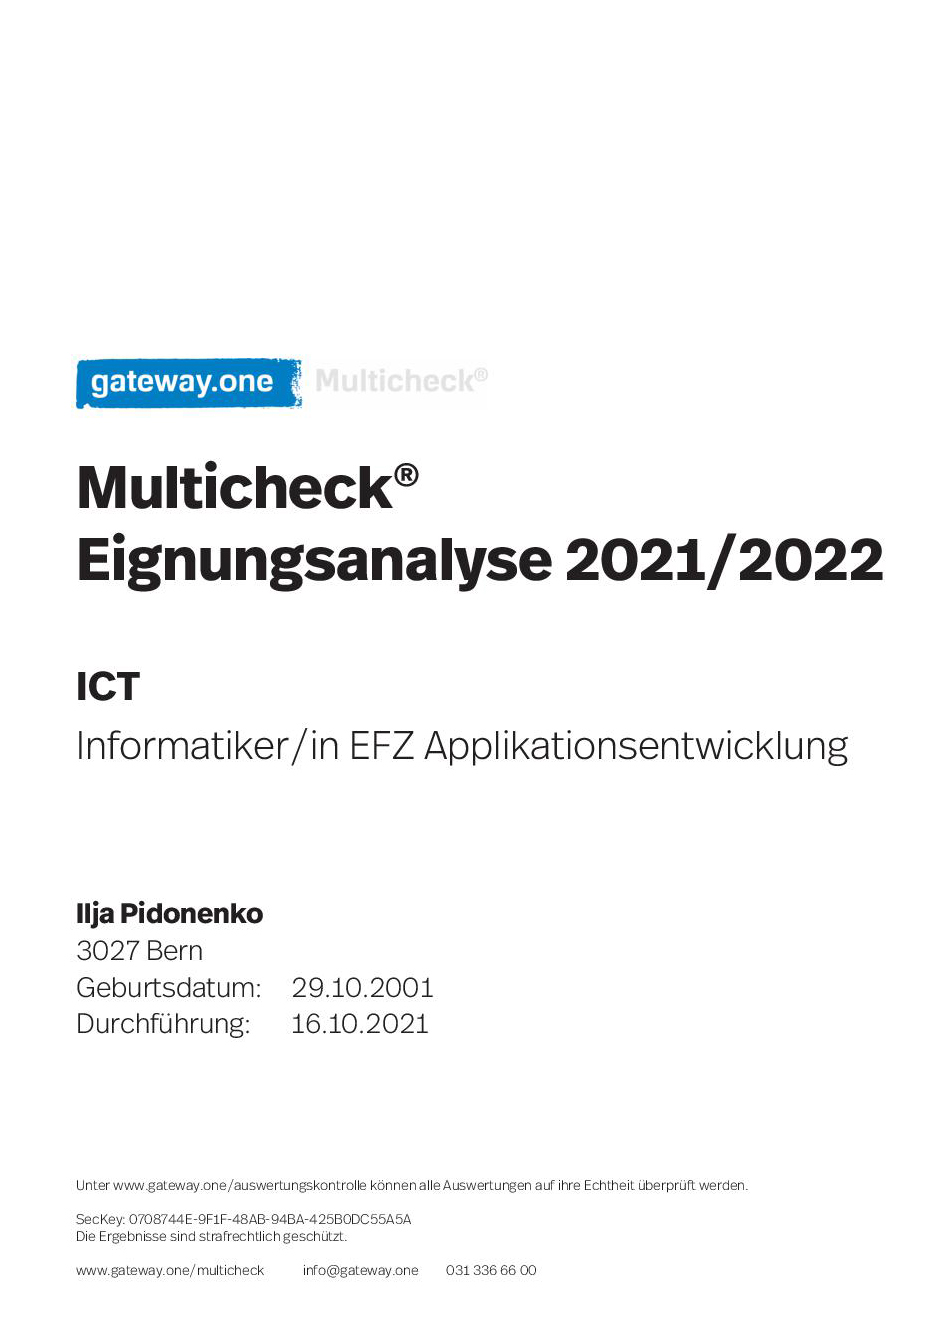 gateway.one Multicheck®
Multicheck®
Eignungsanalyse 2021/2022
ICT
Informatiker/in EFZ Applikationsentwicklung
Ilja Pidonenko
3027 Bern
Geburtsdatum: 29.10.2001
Durchführung: 16.10.2021
Unter www.gateway.one/auswertungskontrolle können alle Auswertungen auf ihre Echtheit überprüft werden.
SecKey: 0708744E-9F1F-48AB-94BA-425B0DC55A5A
Die Ergebnisse sind strafrechtlich geschützt.
www.gateway.one/multicheck info@gateway.one 031 336 66 00